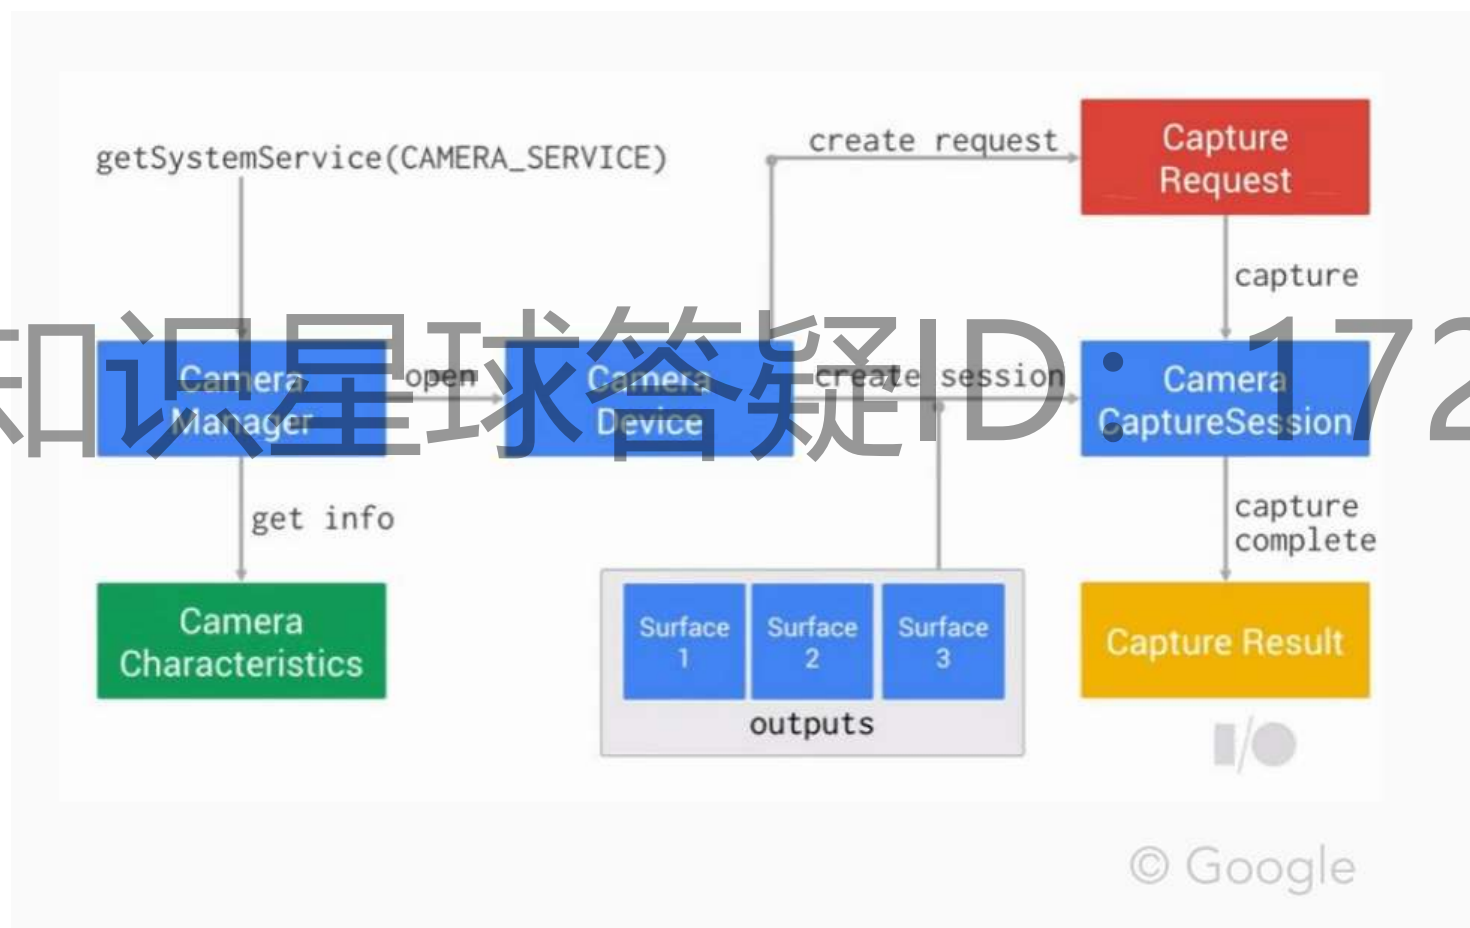 getSystemService(CAMERA_SERVICE)
create request
Capture
Request
capture
知识星球答疑ID：172
Camera
Manager
open
Camera
Device
create session
Camera
CaptureSession
get info
capture
complete
Camera
Characteristics
Surface
1
Surface
2
Surface
3
outputs
Capture Result
I/O
© Google